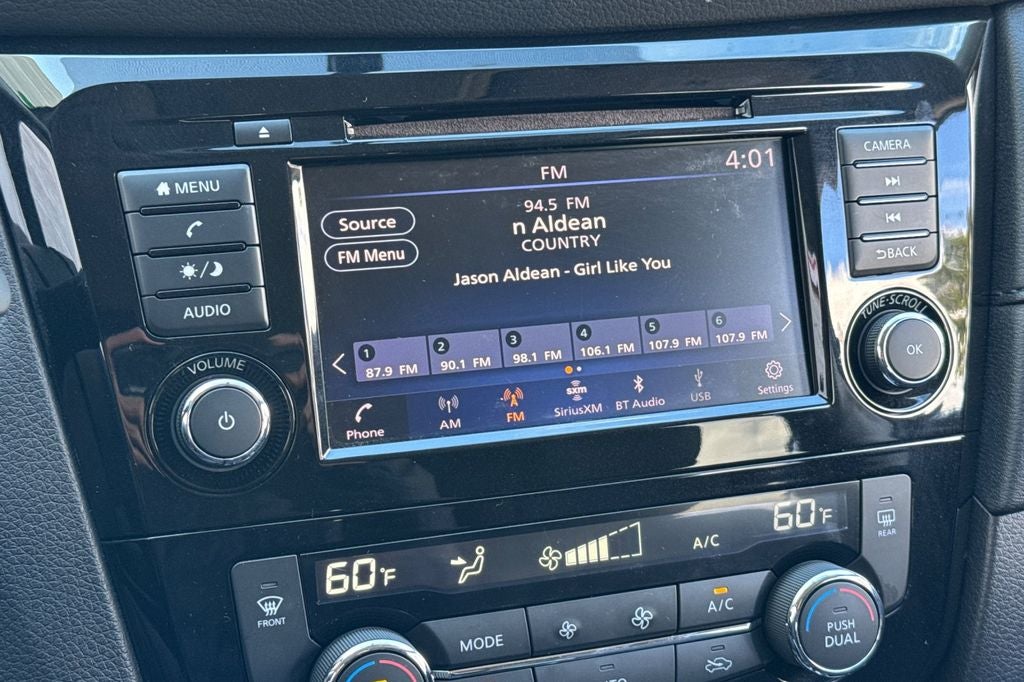 CAMERA
MENU
FM
4:01
94.5 FM
Source
n Aldean
COUNTRY
FM Menu
Jason Aldean - Girl Like You
BACK
AUDIO
TUNE·SCROLL
OK
VOLUME
1 87.9 FM
2 90.1 FM
3 98.1 FM
4 106.1 FM
5 107.9 FM
6 107.9 FM
Phone
AM
FM
sxm
SiriusXM
BT Audio
USB
Settings
60°F
A/C
60°F
REAR
FRONT
MODE
A/C
PUSH
DUAL